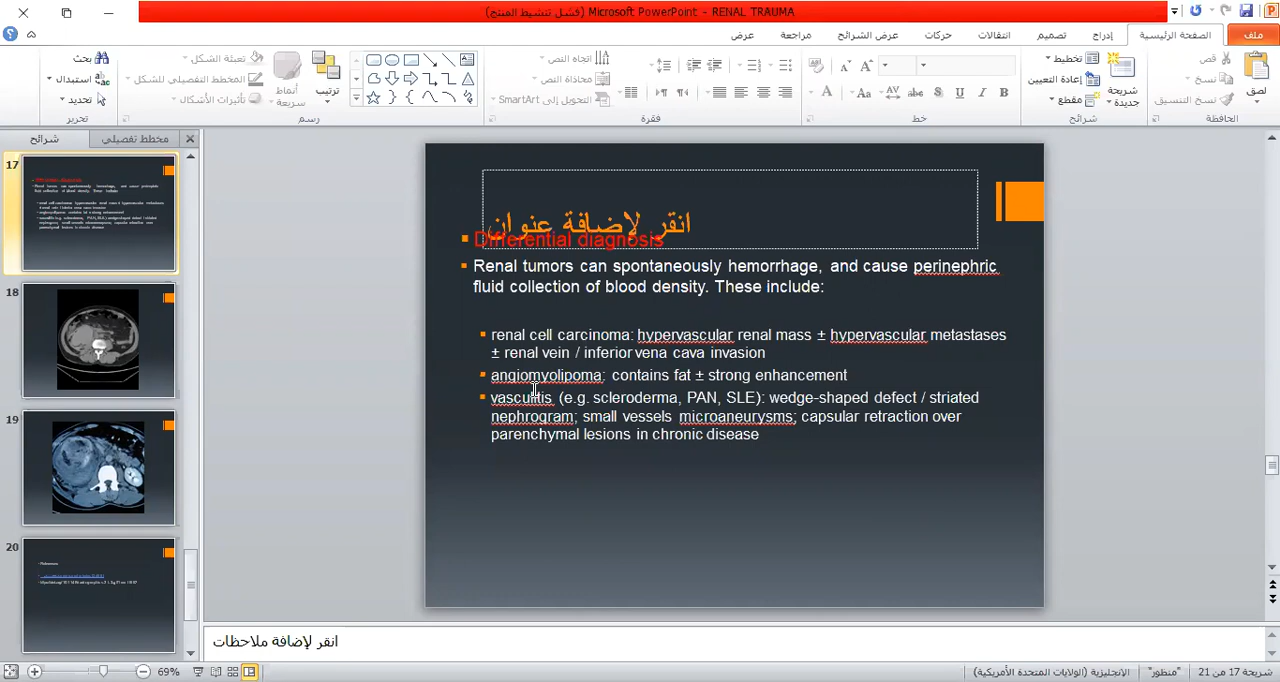 RENAL TRAUMA - Microsoft PowerPoint (فشل تنشيط المنتج)
ملف
الصفحة الرئيسية
إدراج
تصميم
انتقالات
حركات
عرض الشرائح
مراجعة
عرض
لصق
قص
نسخ
نسخ التنسيق
الحافظة
شريحة جديدة
تخطيط
إعادة التعيين
مقطع
شرائح
B I U S abc AV Aa A
خط
اتجاه النص
محاذاة النص
التحويل إلى SmartArt
فقرة
ترتيب
أنماط سريعة
تعبئة الشكل
المخطط التفصيلي للشكل
تأثيرات الأشكال
رسم
بحث
استبدال
تحديد
تحرير
شرائح
مخطط تفصيلي
17
18
19
20
انقر لإضافة عنوان
Differential diagnosis
Renal tumors can spontaneously hemorrhage, and cause perinephric
fluid collection of blood density. These include:
renal cell carcinoma: hypervascular renal mass ± hypervascular metastases
± renal vein / inferior vena cava invasion
angiomyolipoma: contains fat ± strong enhancement
vasculitis (e.g. scleroderma, PAN, SLE): wedge-shaped defect / striated
nephrogram; small vessels microaneurysms; capsular retraction over
parenchymal lesions in chronic disease
انقر لإضافة ملاحظات
شريحة 17 من 21
"منظور"
الإنجليزية (الولايات المتحدة الأمريكية)
69%